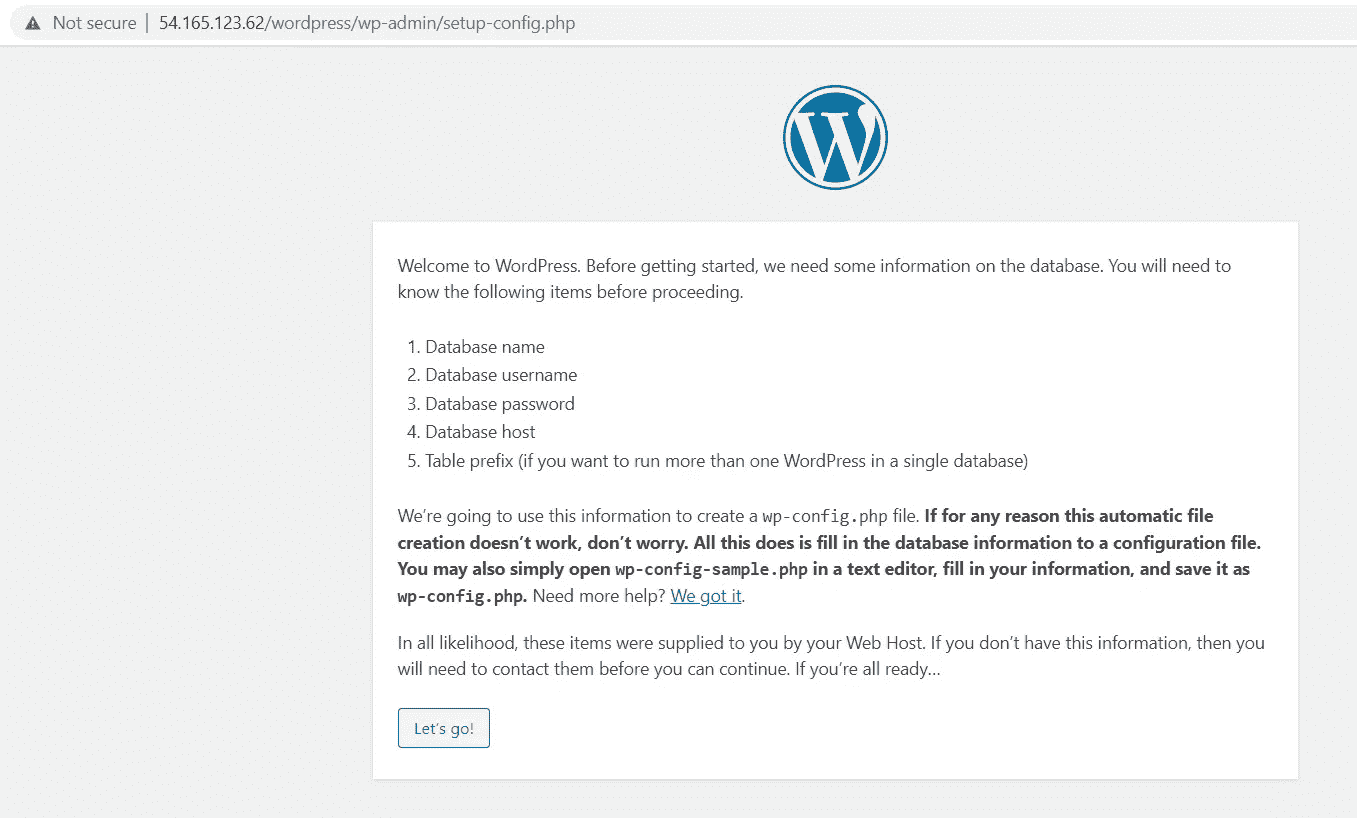 Not secure | 54.165.123.62/wordpress/wp-admin/setup-config.php
W
Welcome to WordPress. Before getting started, we need some information on the database. You will need to
know the following items before proceeding.
1. Database name
2. Database username
3. Database password
4. Database host
5. Table prefix (if you want to run more than one WordPress in a single database)
We’re going to use this information to create a wp-config.php file. If for any reason this automatic file
creation doesn’t work, don’t worry. All this does is fill in the database information to a configuration file.
You may also simply open wp-config-sample.php in a text editor, fill in your information, and save it as
wp-config.php. Need more help? We got it.
In all likelihood, these items were supplied to you by your Web Host. If you don’t have this information, then you
will need to contact them before you can continue. If you’re all ready…
Let’s go!